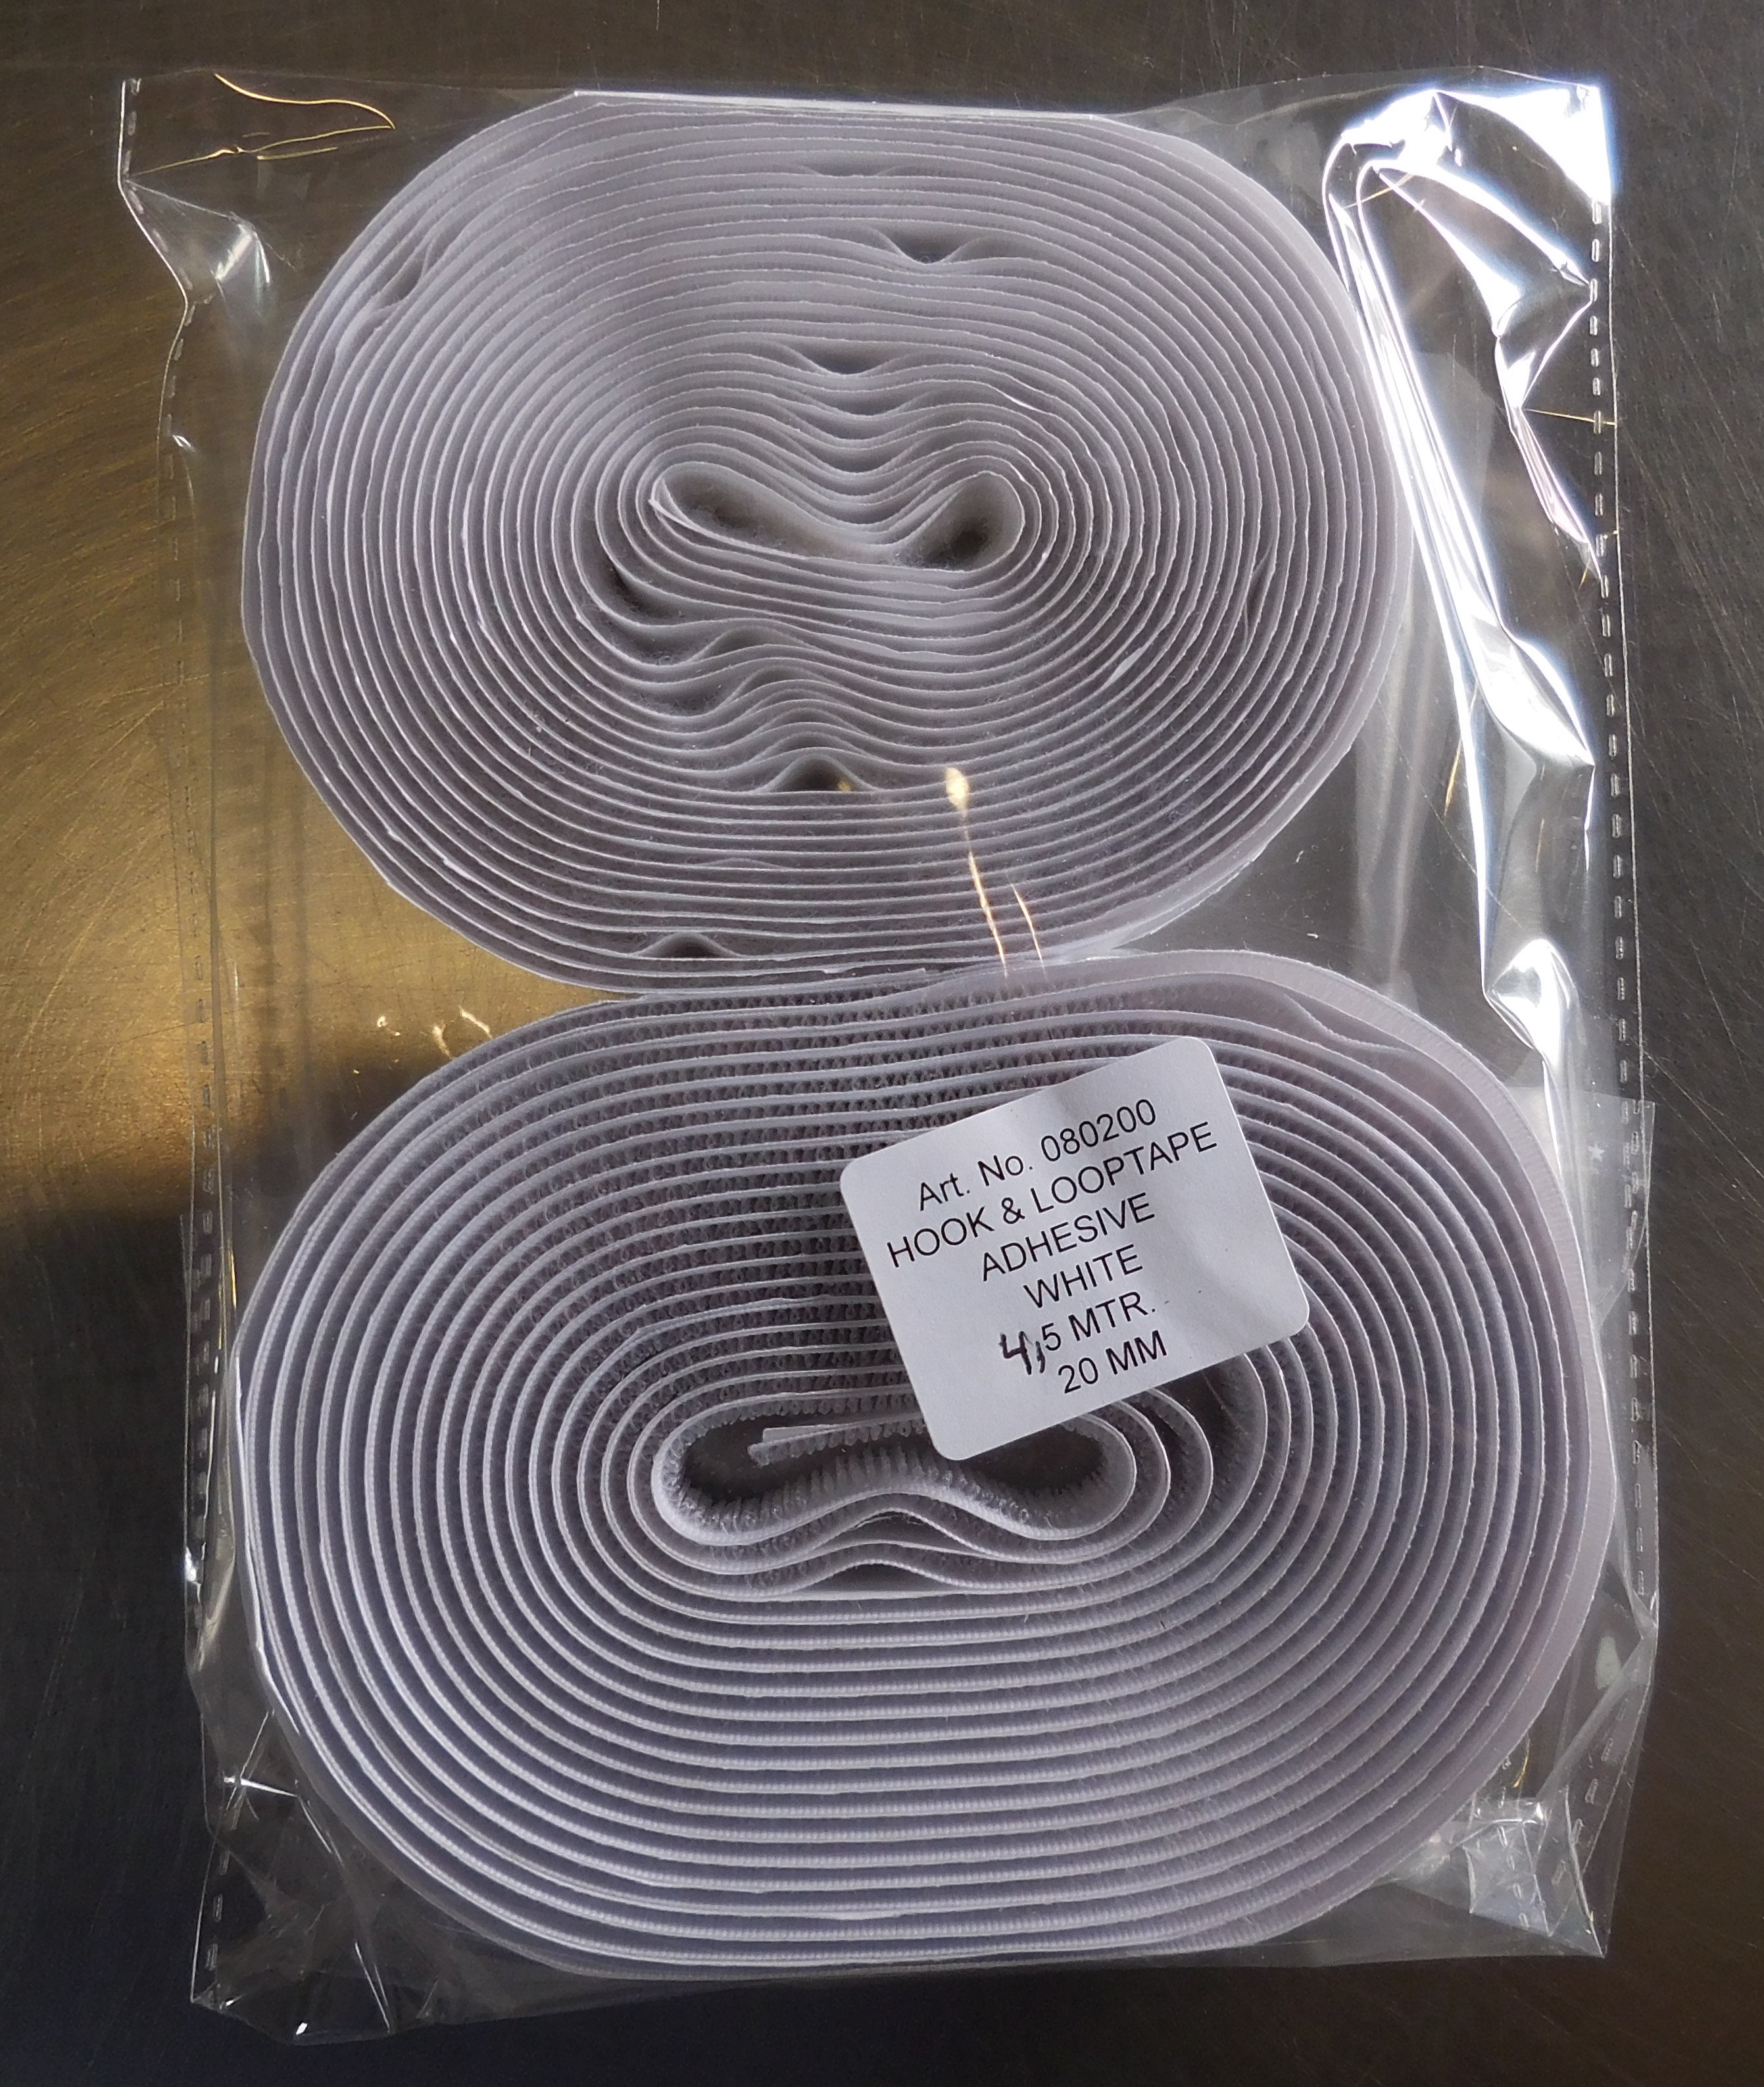 Art. No. 080200
HOOK & LOOPTAPE
ADHESIVE
WHITE
4,5 MTR.
20 MM